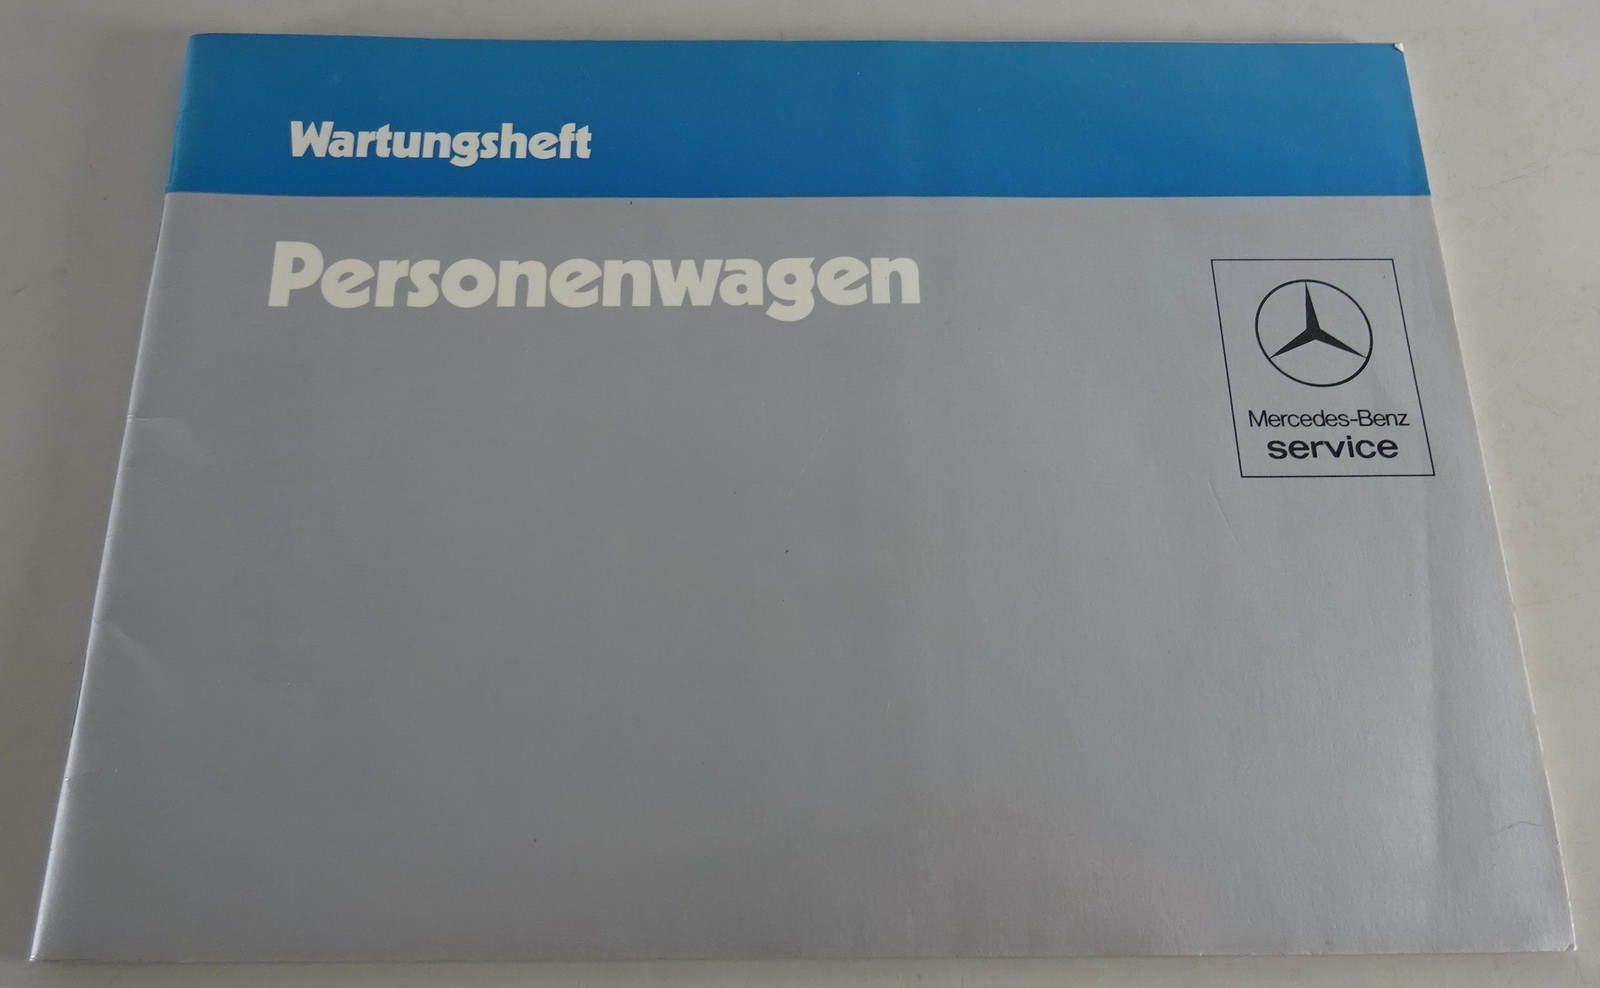 Wartungsheft
Personenwagen
Mercedes-Benz
service